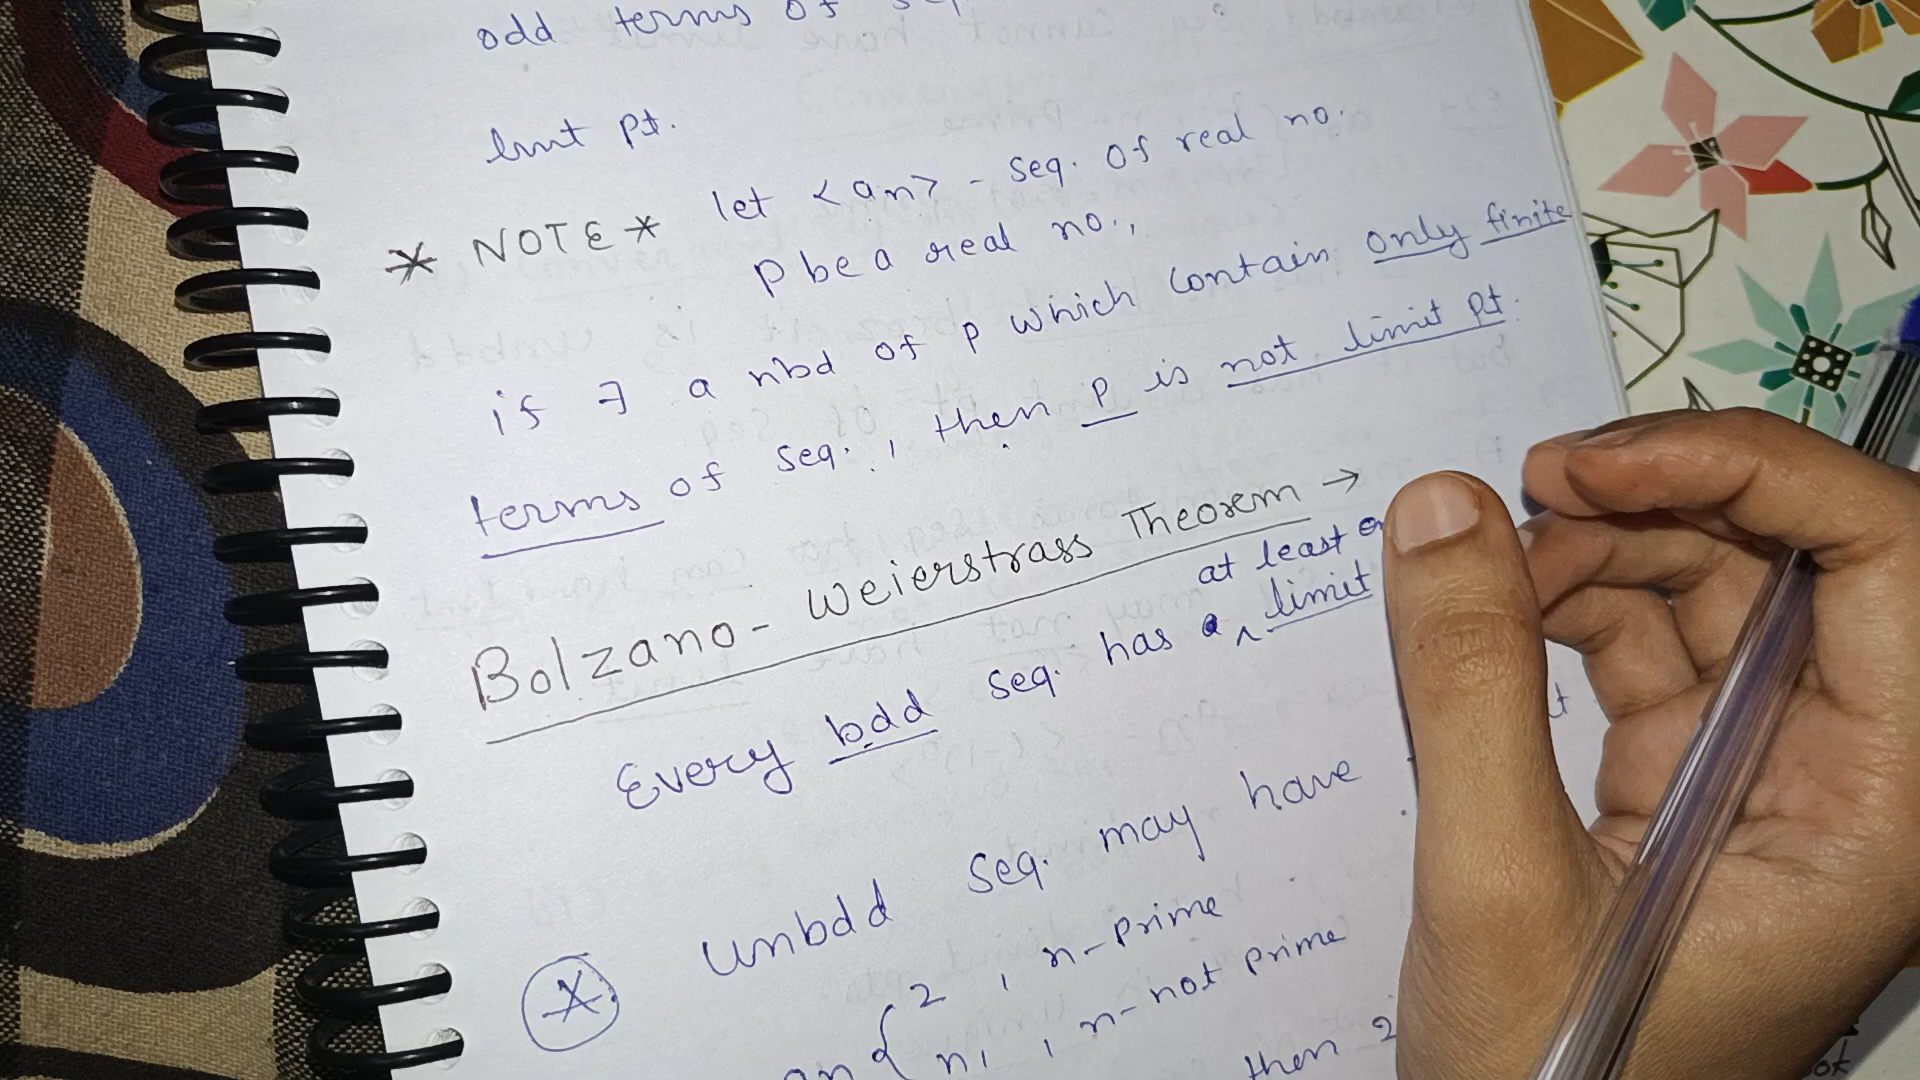 odd terms of
limit pt.
* NOTE * let <an> - seq. of real no.
p be a real no.,
if ∃ a nbd of p which contain only finite
terms of seq., then p is not limit pt.
Bolzano - Weierstrass Theorem →
at least
Every bdd seq. has a ^ limit
unbdd seq. may have
an { 2 , n - prime
n, , n - not prime
then 2